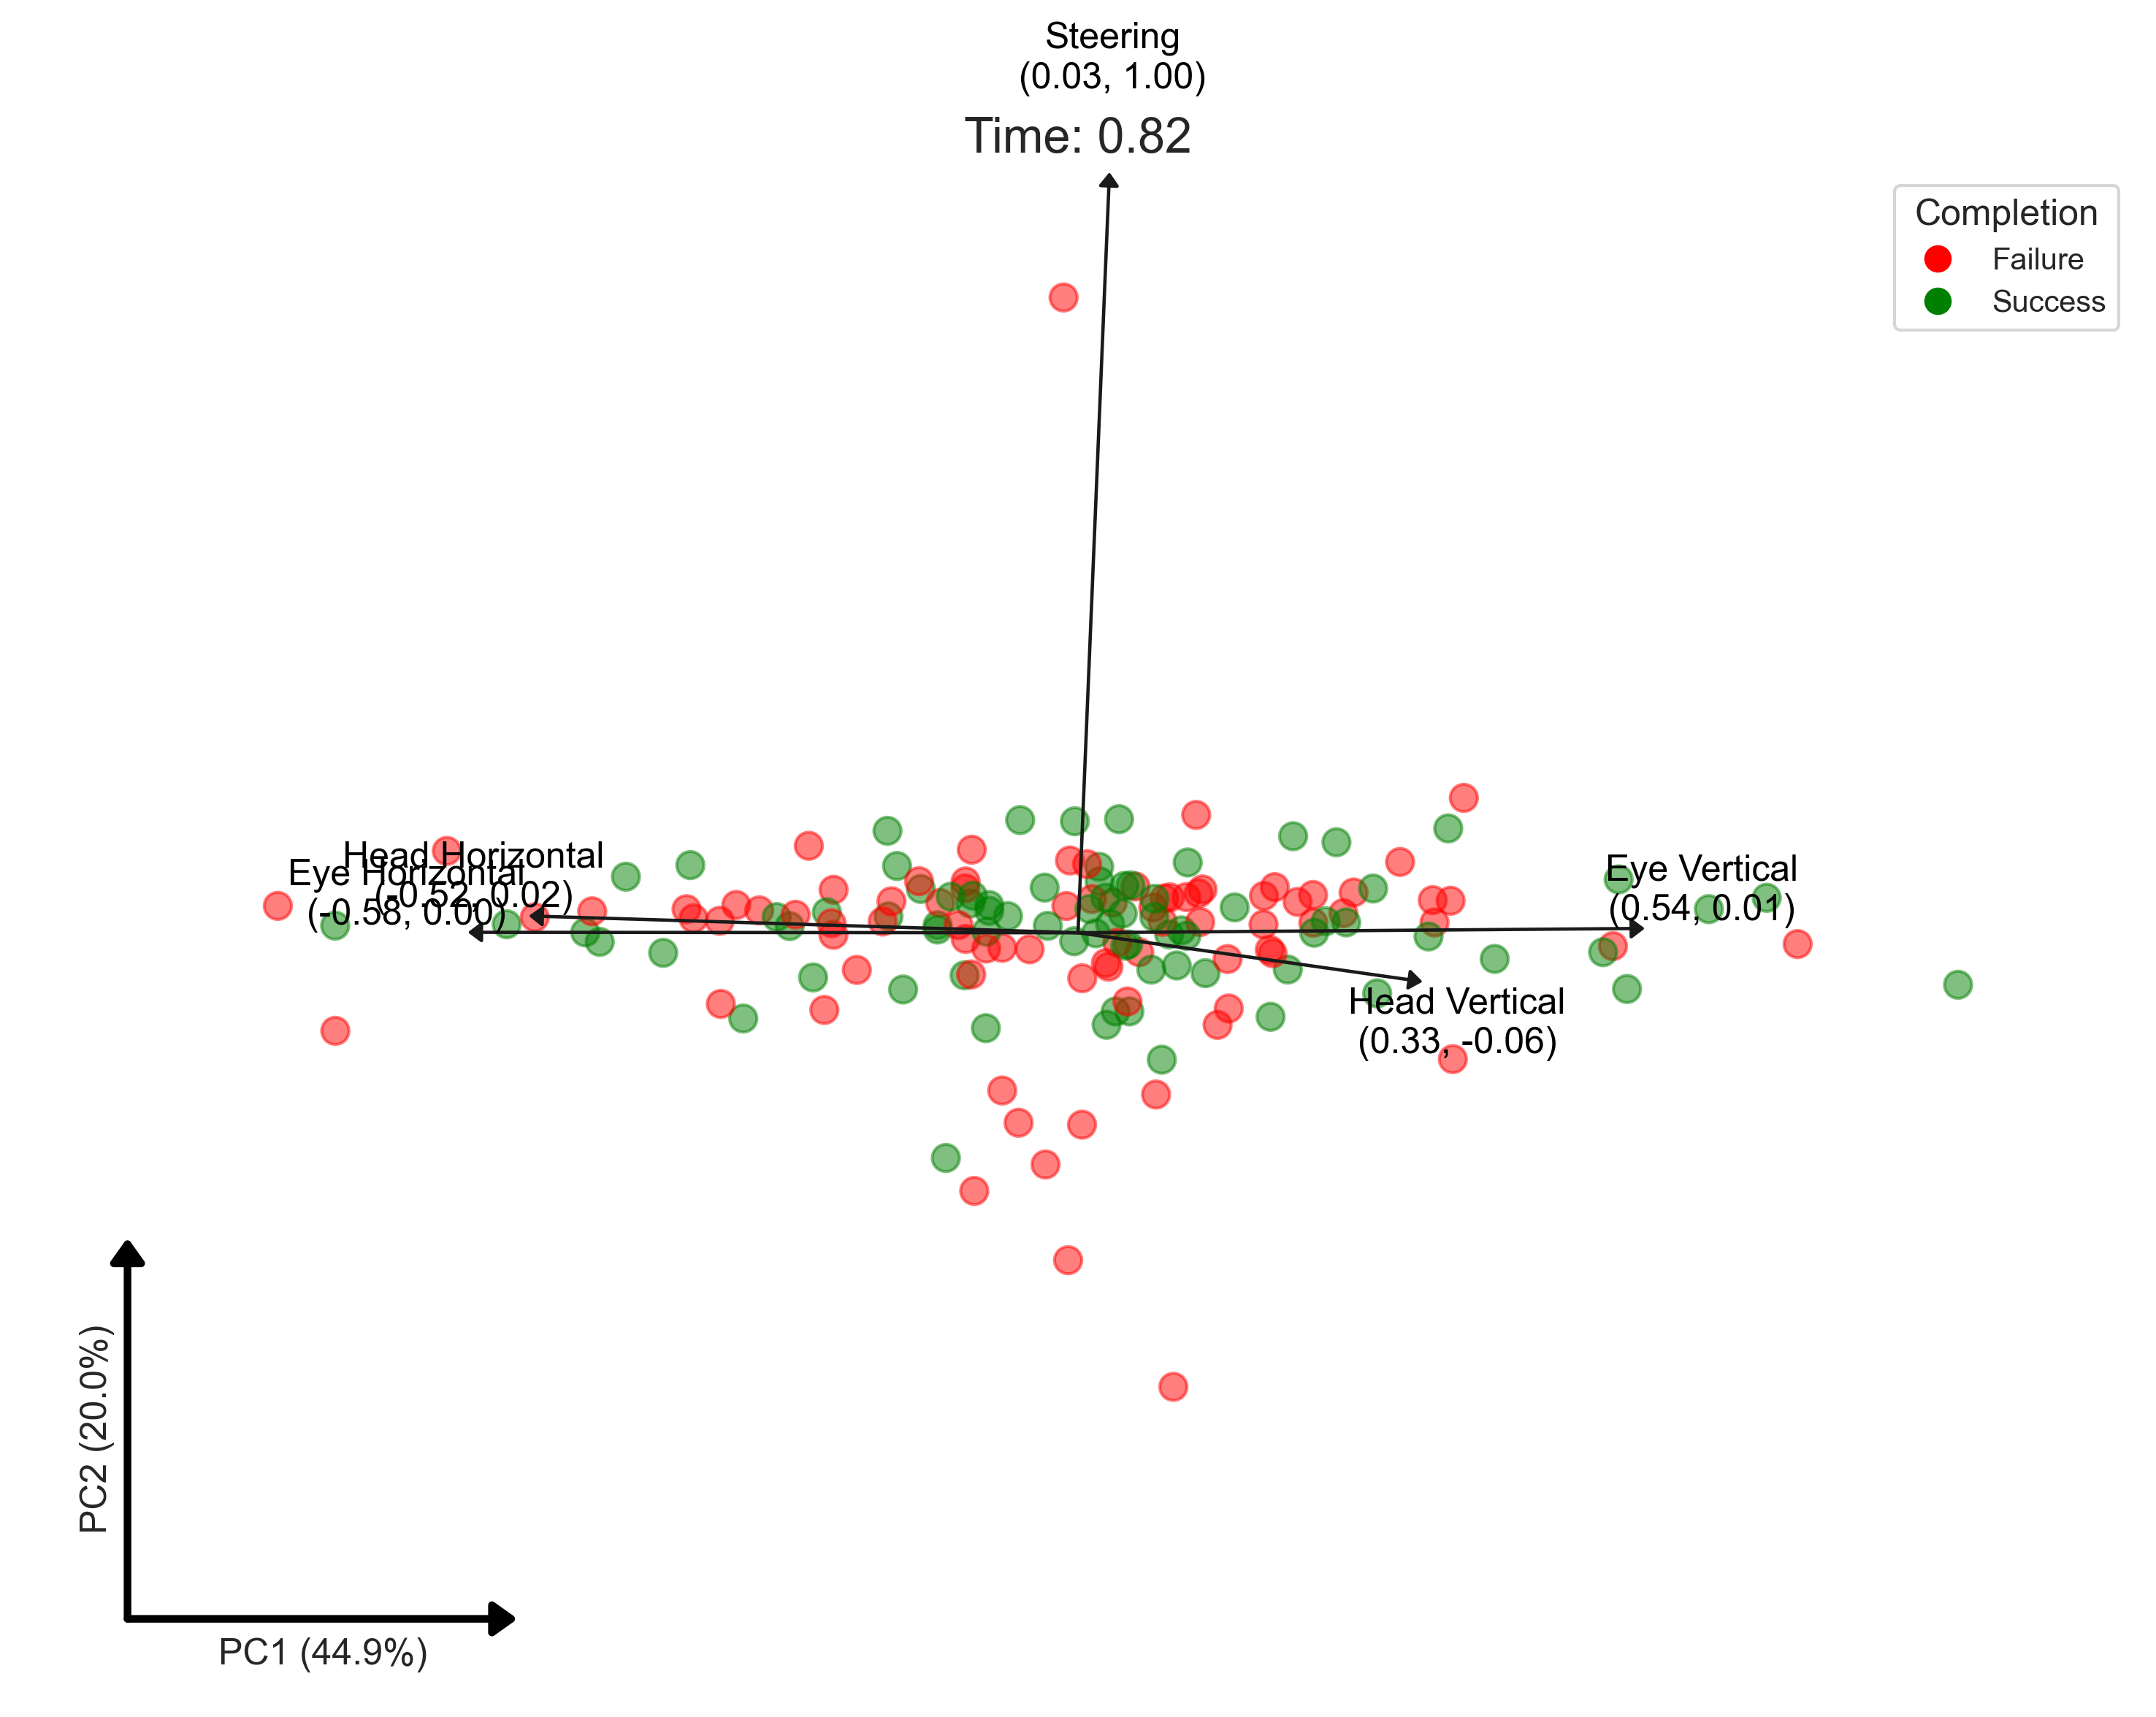 Steering
(0.03, 1.00)
Time: 0.82
Completion
Failure
Success
Head Horizontal
(-0.52, 0.02)
Eye Horizontal
(-0.58, 0.00)
Eye Vertical
(0.54, 0.01)
Head Vertical
(0.33, -0.06)
PC2 (20.0%)
PC1 (44.9%)